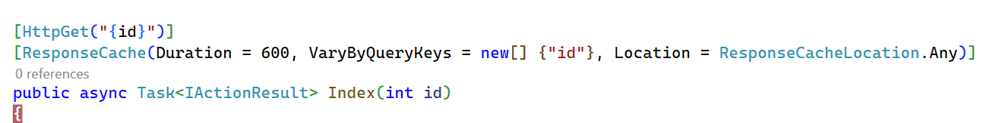 [HttpGet("{id}")]
[ResponseCache(Duration = 600, VaryByQueryKeys = new[] {"id"}, Location = ResponseCacheLocation.Any)]
0 references
public async Task<IActionResult> Index(int id)
{